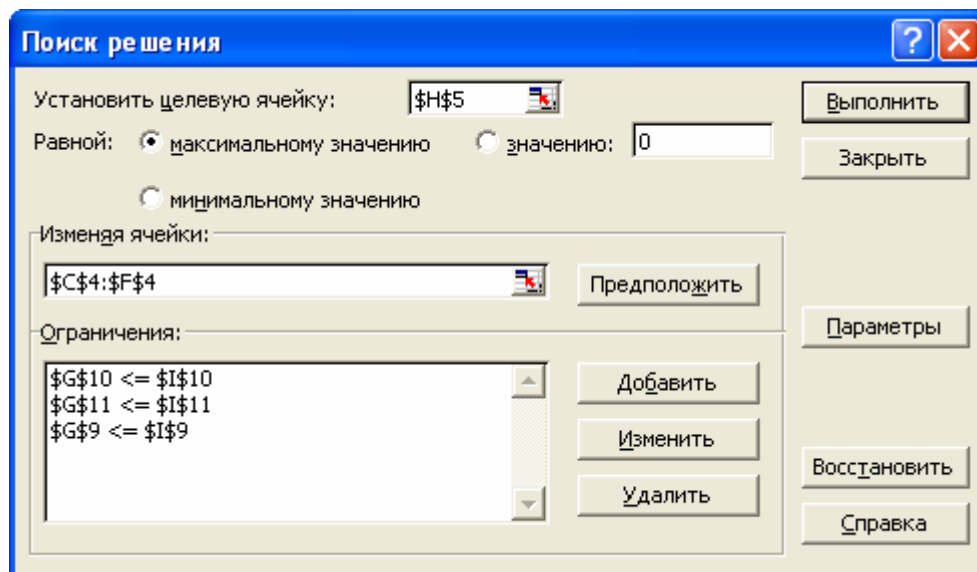 Поиск решения
Установить целевую ячейку: $H$5 Выполнить
Равной: максимальному значению значению: 0 Закрыть
минимальному значению
Изменяя ячейки:
$C$4:$F$4 Предположить
Ограничения: Параметры
$G$10 <= $I$10 Добавить
$G$11 <= $I$11
$G$9 <= $I$9 Изменить
Восстановить
Удалить
Справка